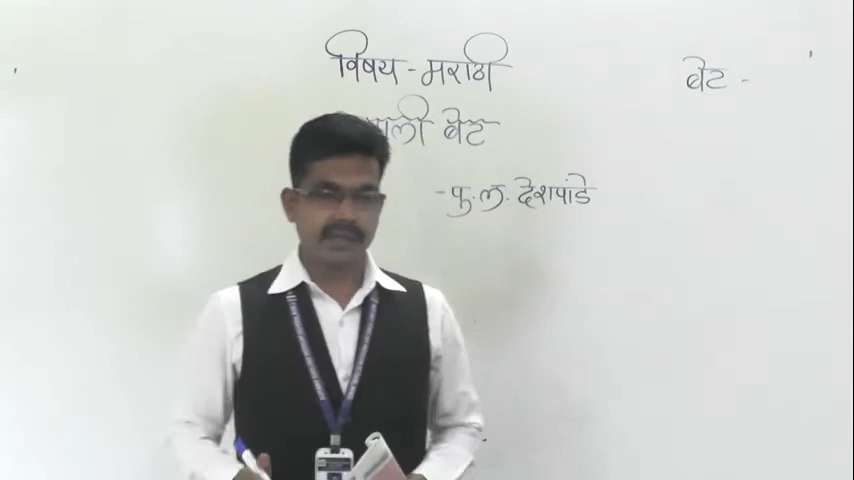 विषय - मराठी
बेट -
बेट
- पु. ल. देशपांडे